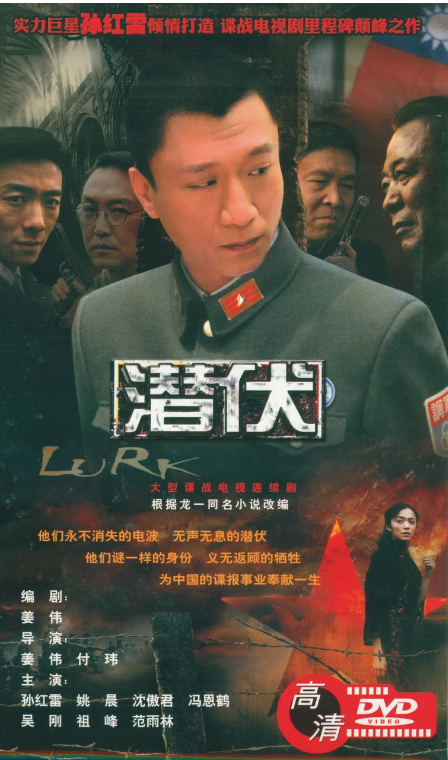 实力巨星孙红雷倾情打造 谍战电视剧里程碑颠峰之作
潜伏
LURK
大型谍战电视连续剧
根据龙一同名小说改编
他们永不消失的电波 无声无息的潜伏
他们谜一样的身份 义无返顾的牺牲
为中国的谍报事业奉献一生
编剧:
姜伟
导演:
姜伟 付玮
主演:
孙红雷 姚晨 沈傲君 冯恩鹤
吴刚 祖峰 范雨林
高清
DVD
VIDEO